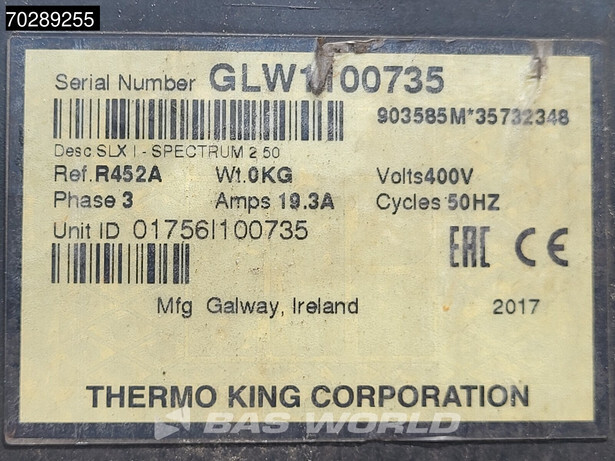 70289255
Serial Number GLW1100735
903585M*35732348
Desc.SLX I - SPECTRUM 2 50
Ref.R452A Wt.0KG Volts400V
Phase 3 Amps 19.3A Cycles 50HZ
Unit ID 01756I100735
EAC CE
Mfg Galway, Ireland 2017
THERMO KING CORPORATION
BAS WORLD